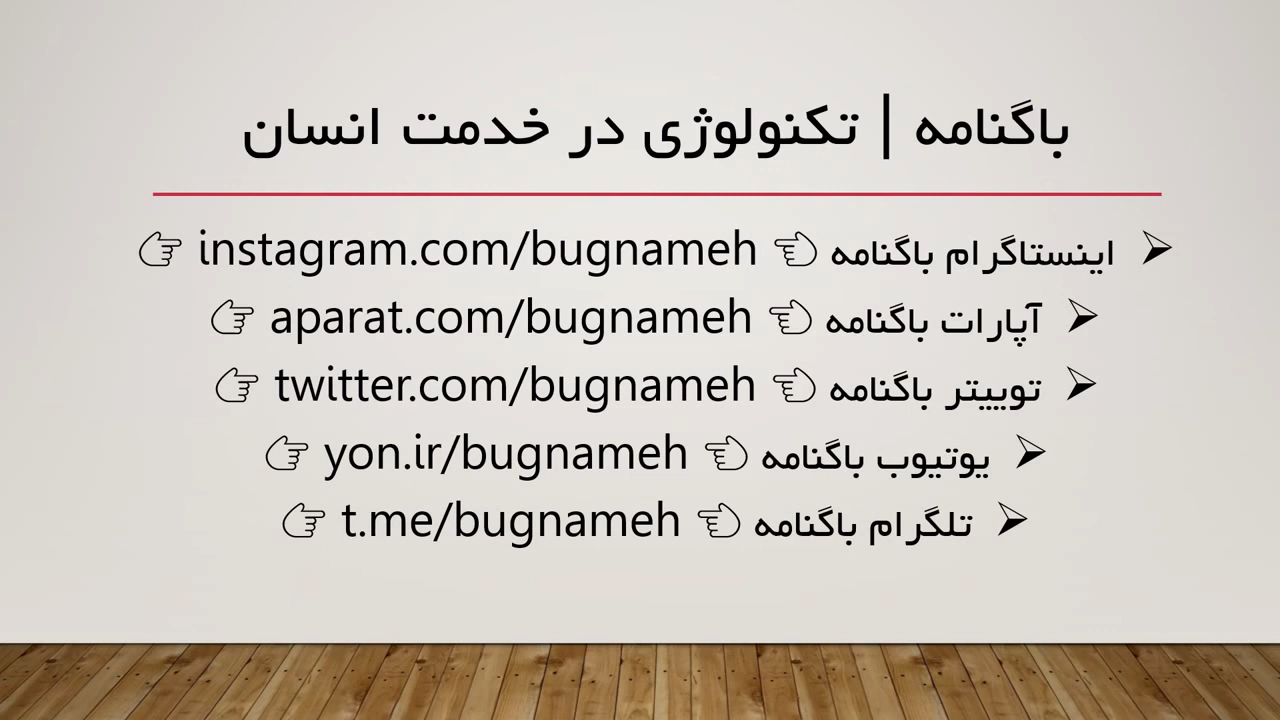 باگنامه | تکنولوژی در خدمت انسان
➢ اینستاگرام باگنامه 👈 instagram.com/bugnameh 👉
➢ آپارات باگنامه 👈 aparat.com/bugnameh 👉
➢ توییتر باگنامه 👈 twitter.com/bugnameh 👉
➢ یوتیوب باگنامه 👈 yon.ir/bugnameh 👉
➢ تلگرام باگنامه 👈 t.me/bugnameh 👉